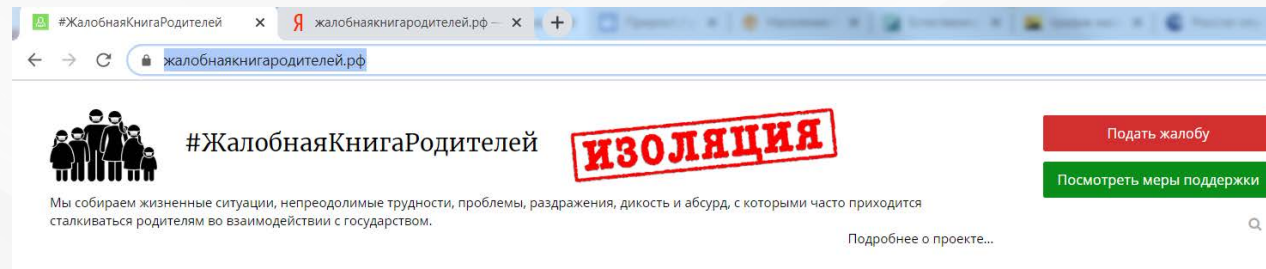 #ЖалобнаяКнигаРодителей
жалобнаякнигародителей.рф —
жалобнаякнигародителей.рф
#ЖалобнаяКнигаРодителей
ИЗОЛЯЦИЯ
Подать жалобу
Посмотреть меры поддержки
Мы собираем жизненные ситуации, непреодолимые трудности, проблемы, раздражения, дикость и абсурд, с которыми часто приходится
сталкиваться родителям во взаимодействии с государством.
Подробнее о проекте...